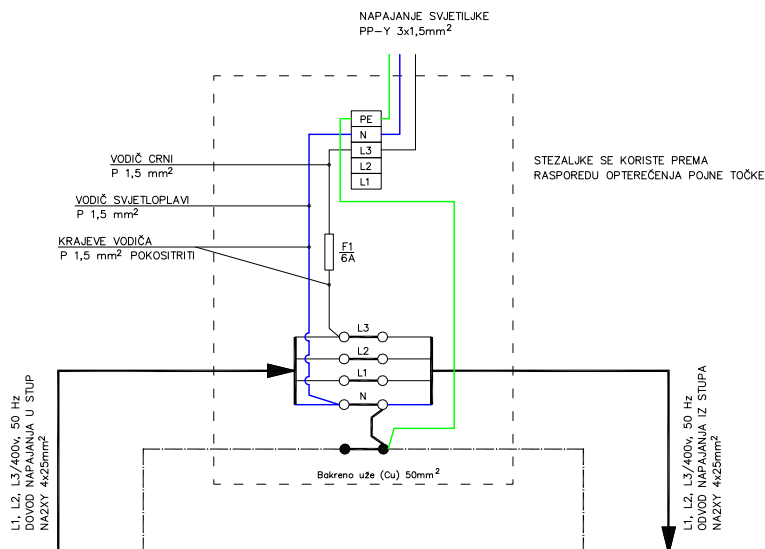 NAPAJANJE SVJETILJKE
PP-Y 3x1,5mm²
PE
N
L3
L2
L1
VODIČ CRNI
P 1,5 mm²
STEZALJKE SE KORISTE PREMA
RASPOREDU OPTEREĆENJA POJNE TOČKE
VODIČ SVJETLOPLAVI
P 1,5 mm²
KRAJEVE VODIČA
P 1,5 mm² POKOSITRITI
F1
6A
L3
L2
L1
N
Bakreno uže (Cu) 50mm²
L1, L2, L3/400v, 50 Hz
DOVOD NAPAJANJA U STUP
NA2XY 4x25mm²
L1, L2, L3/400v, 50 Hz
ODVOD NAPAJANJA IZ STUPA
NA2XY 4x25mm²